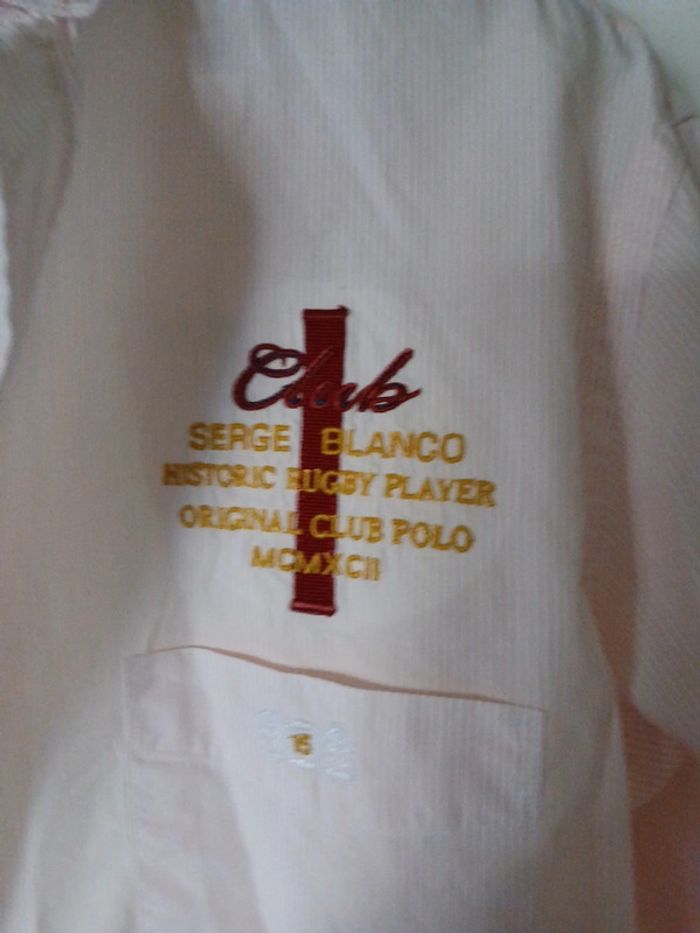 Club
SERGE BLANCO
HISTORIC RUGBY PLAYER
ORIGINAL CLUB POLO
MCMXCII
15